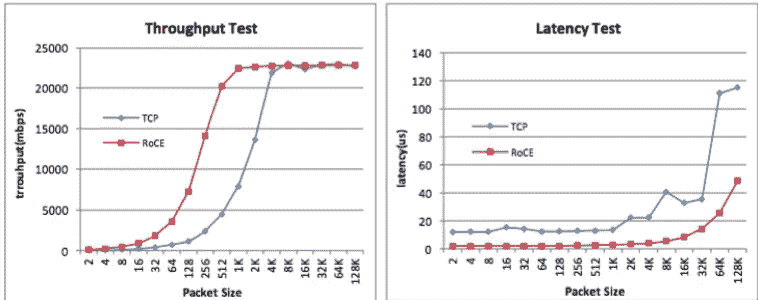 Throughput Test
trrouhput(mbps)
25000
20000
15000
10000
5000
0
TCP
RoCE
2 4 8 16 32 64 128 256 512 1K 2K 4K 8K 16K 32K 64K 128K
Packet Size
Latency Test
latency(us)
140
120
100
80
60
40
20
0
TCP
RoCE
2 4 8 16 32 64 128 256 512 1K 2K 4K 8K 16K 32K 64K 128K
Packet Size